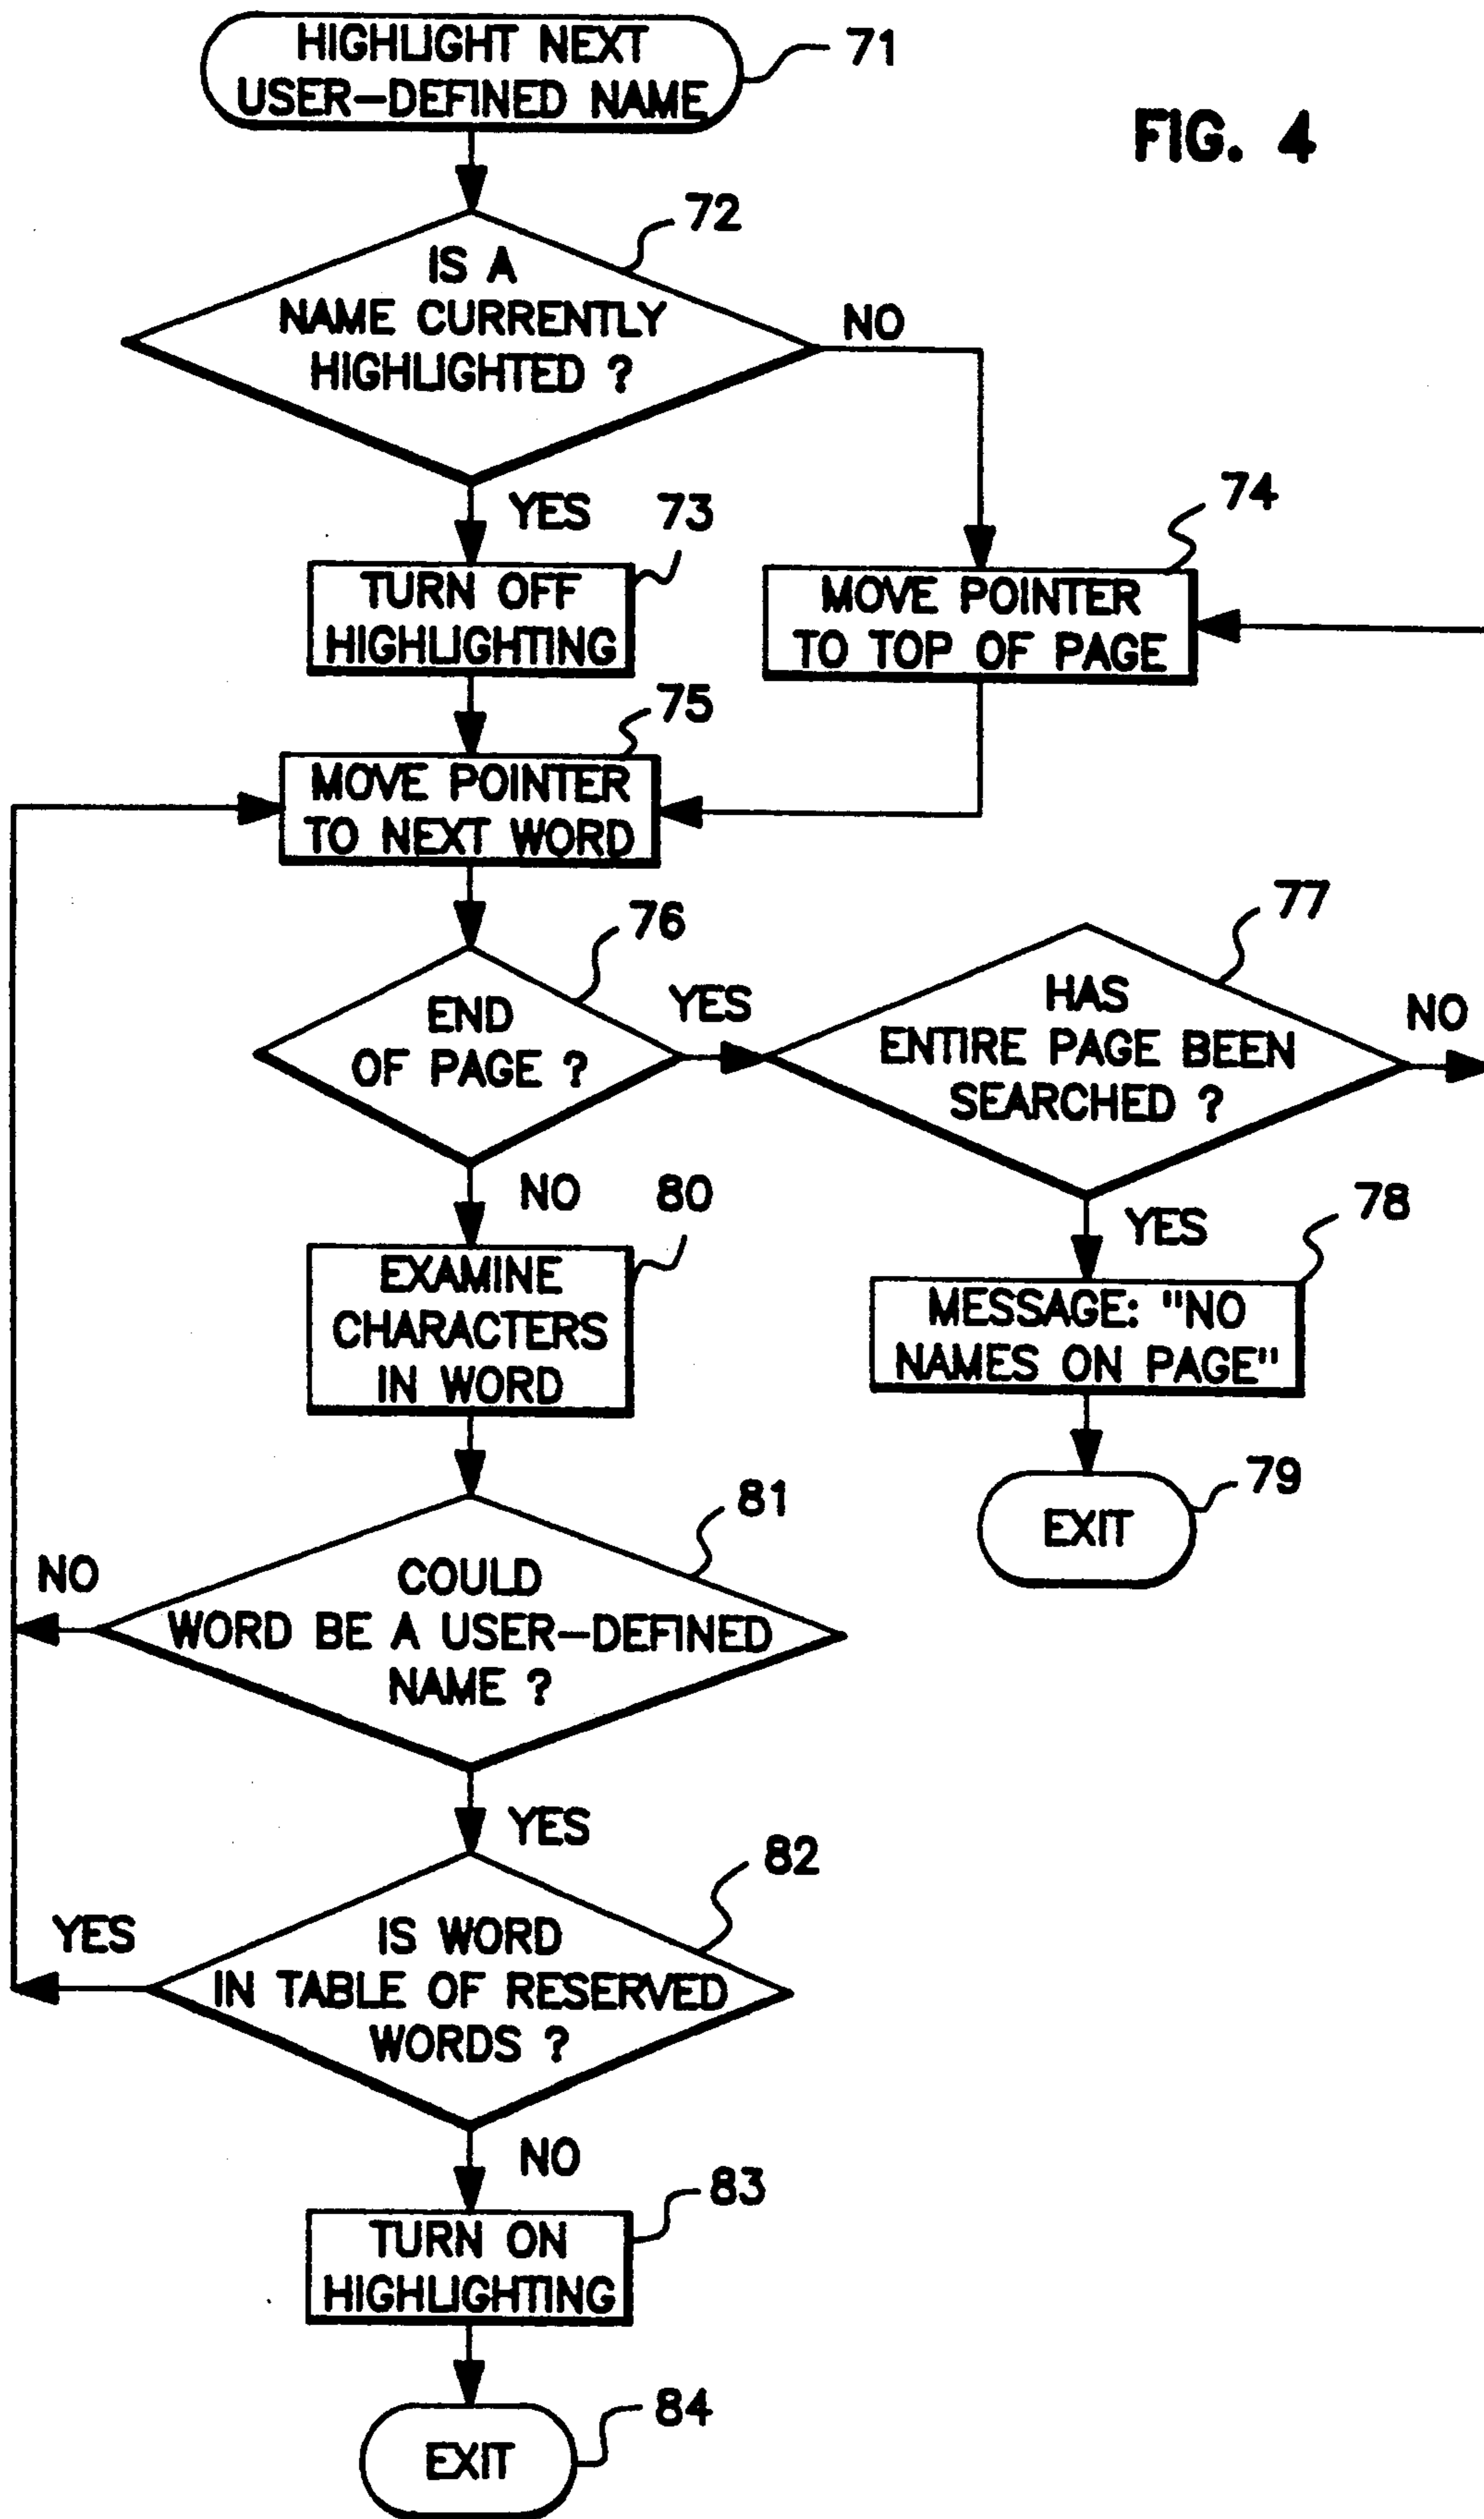 HIGHLIGHT NEXT
USER-DEFINED NAME
71
FIG. 4
72
IS A
NAME CURRENTLY
HIGHLIGHTED ?
NO
YES
73
74
TURN OFF
HIGHLIGHTING
MOVE POINTER
TO TOP OF PAGE
75
MOVE POINTER
TO NEXT WORD
76
77
END
OF PAGE ?
YES
HAS
ENTIRE PAGE BEEN
SEARCHED ?
NO
NO
80
YES
78
EXAMINE
CHARACTERS
IN WORD
MESSAGE: "NO
NAMES ON PAGE"
79
EXIT
81
NO
COULD
WORD BE A USER-DEFINED
NAME ?
YES
82
YES
IS WORD
IN TABLE OF RESERVED
WORDS ?
NO
83
TURN ON
HIGHLIGHTING
84
EXIT